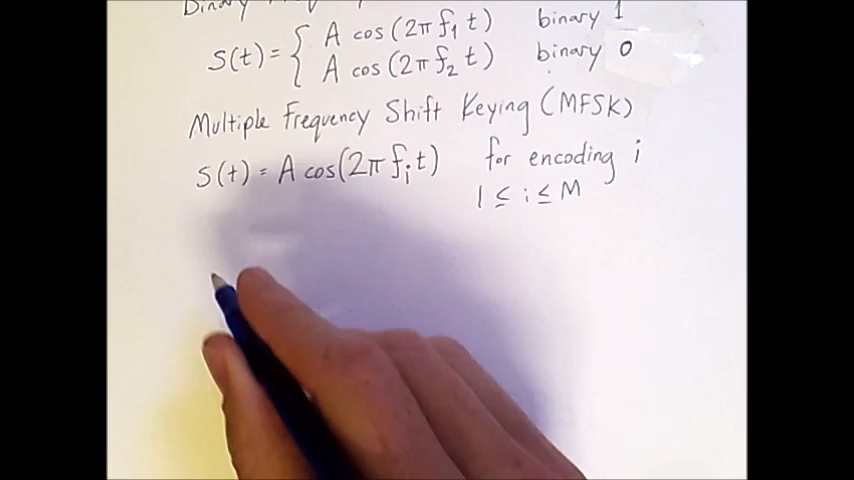 Binary
S(t) = { A cos(2π f₁ t) binary 1
A cos(2π f₂ t) binary 0
Multiple Frequency Shift Keying (MFSK)
S(t) = A cos(2π fᵢ t) for encoding i
1 ≤ i ≤ M